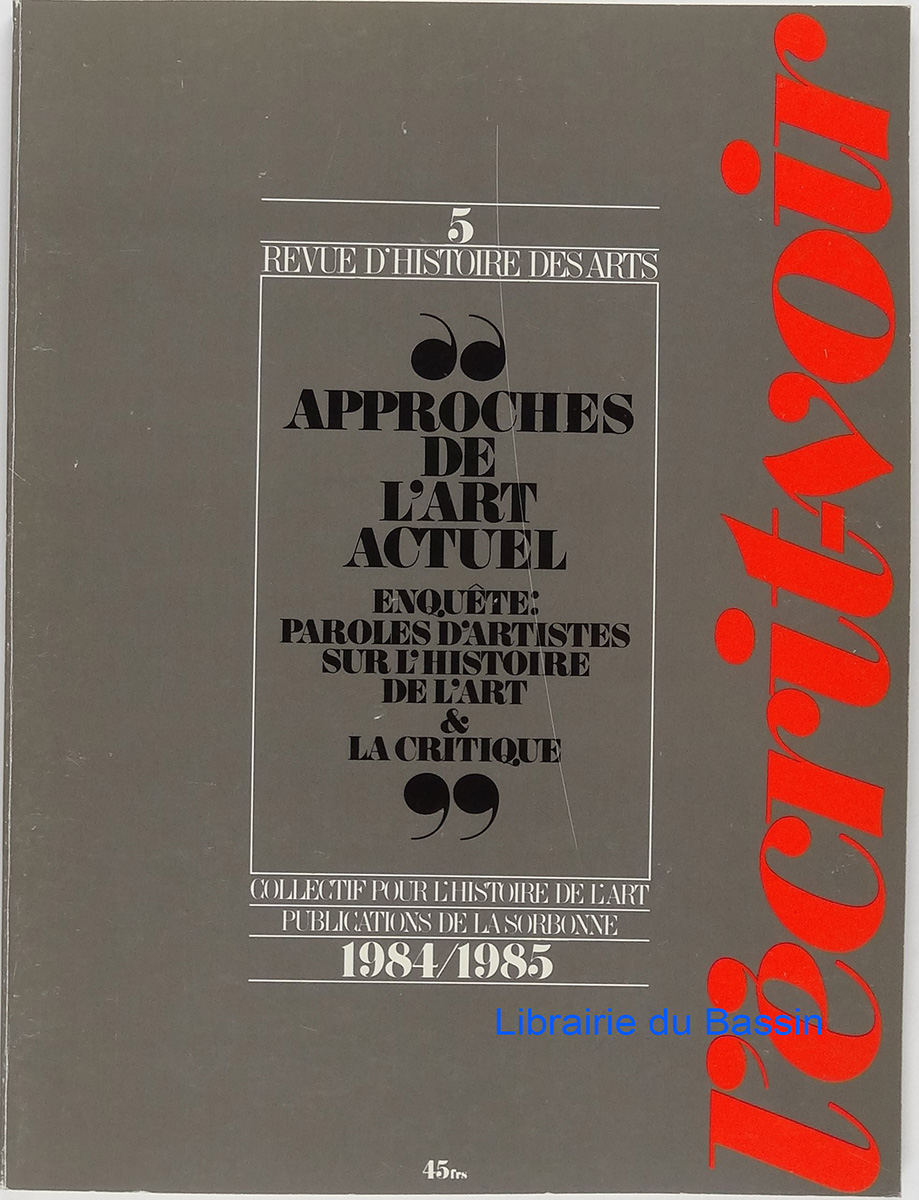 5
REVUE D'HISTOIRE DES ARTS
“
APPROCHES
DE
L'ART
ACTUEL
ENQUÊTE:
PAROLES D'ARTISTES
SUR L'HISTOIRE
DE L'ART
&
LA CRITIQUE
”
COLLECTIF POUR L'HISTOIRE DE L'ART
PUBLICATIONS DE LA SORBONNE
1984/1985
45frs
l'écrit-voir
Librairie du Bassin